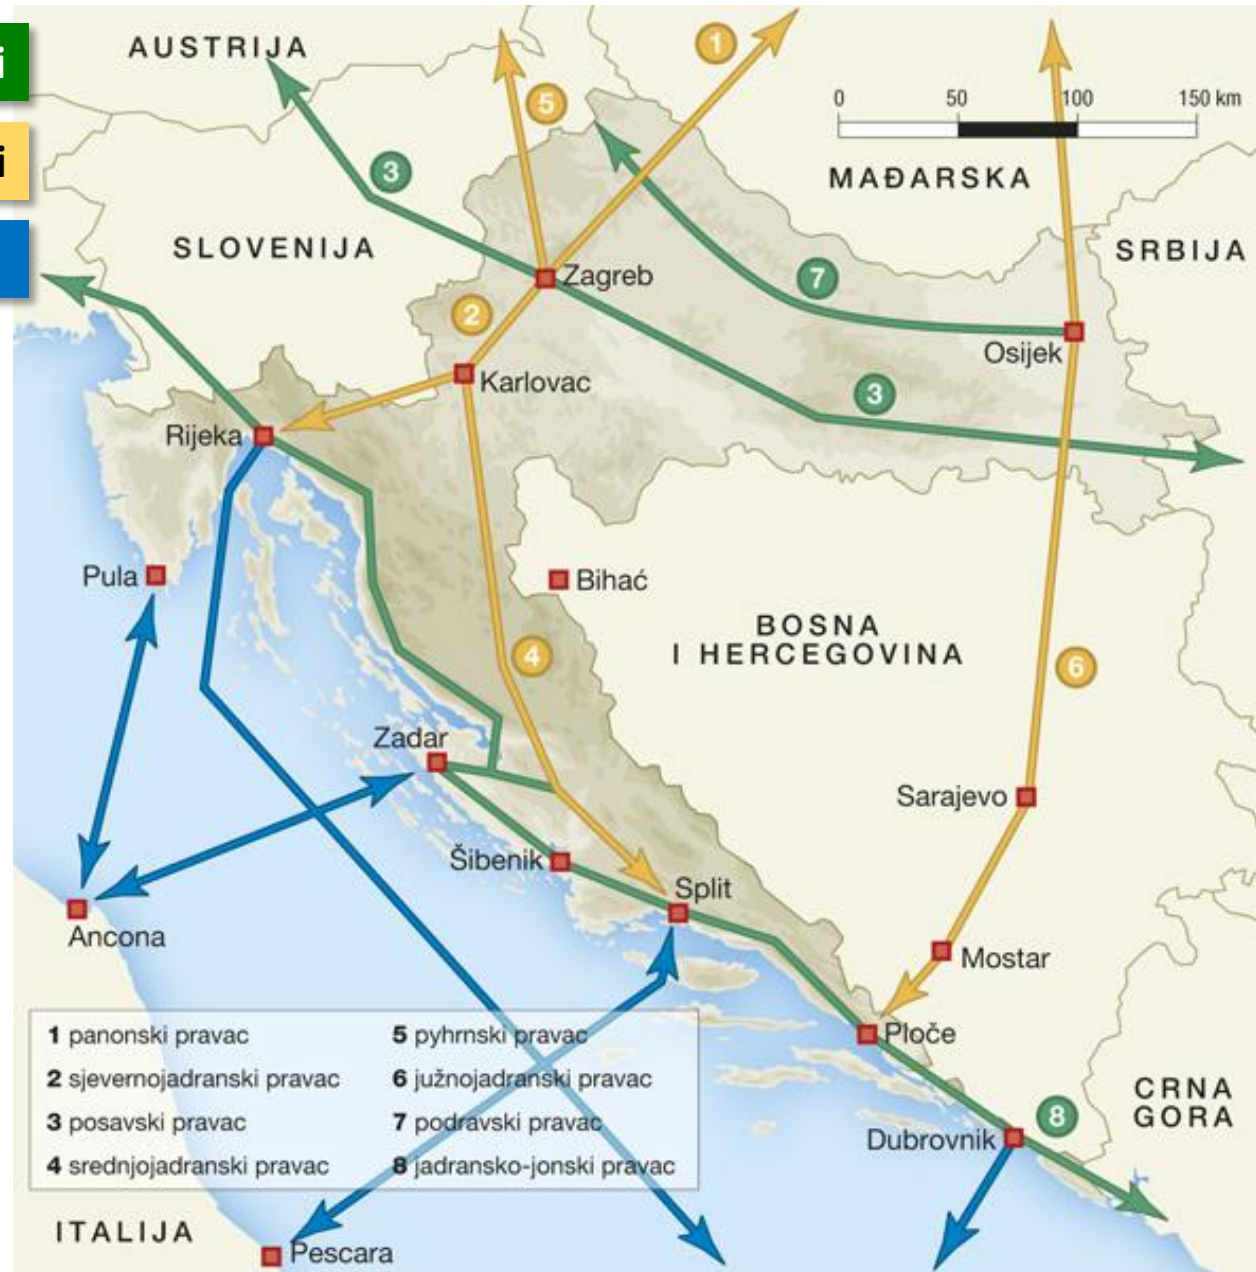 AUSTRIJA
1
5
0 50 100 150 km
i
i
3
MAĐARSKA
SLOVENIJA
SRBIJA
Zagreb
7
2
Osijek
Karlovac
3
Rijeka
Pula
Bihać
BOSNA
I HERCEGOVINA
4
6
Zadar
Sarajevo
Šibenik
Split
Ancona
Mostar
Ploče
1 panonski pravac
2 sjevernojadranski pravac
3 posavski pravac
4 srednjojadranski pravac
5 pyhrnski pravac
6 južnojadranski pravac
7 podravski pravac
8 jadransko-jonski pravac
CRNA
GORA
8
Dubrovnik
ITALIJA
Pescara